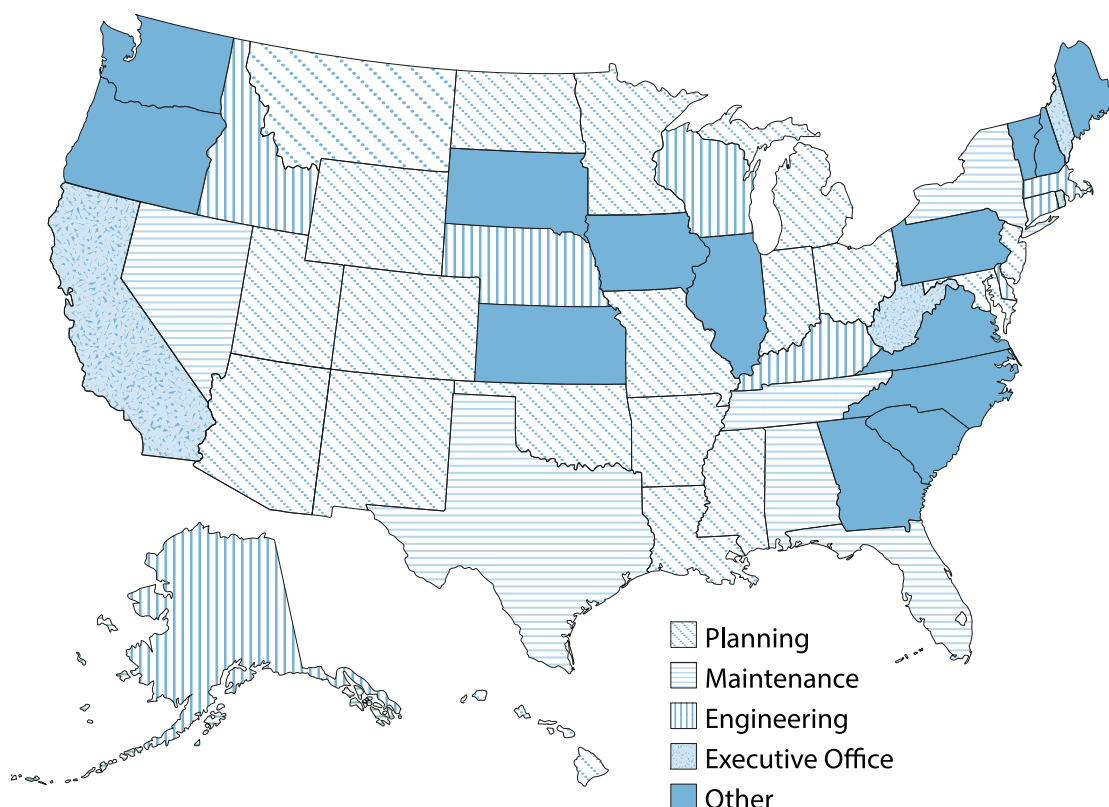 Planning
Maintenance
Engineering
Executive Office
Other